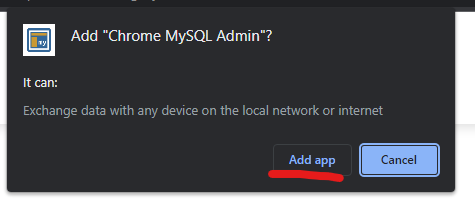 Add "Chrome MySQL Admin"?
It can:
Exchange data with any device on the local network or internet
Add app
Cancel